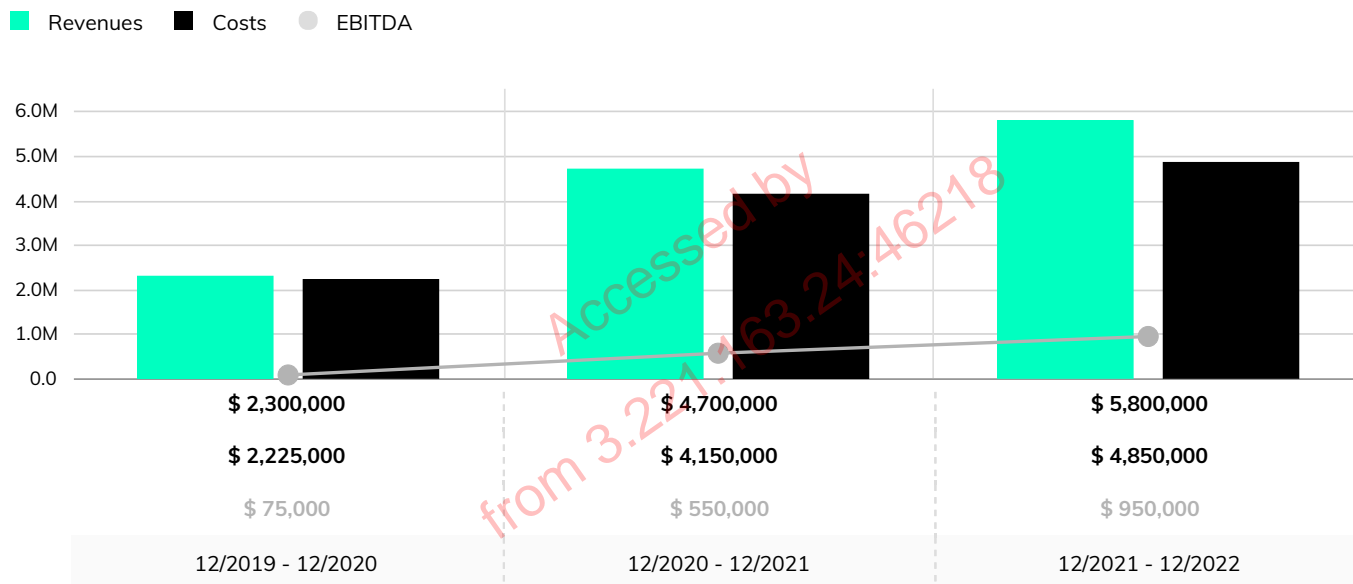 Revenues Costs EBITDA
6.0M
5.0M
4.0M
3.0M
2.0M
1.0M
0.0
$ 2,300,000 $ 4,700,000 $ 5,800,000
$ 2,225,000 $ 4,150,000 $ 4,850,000
$ 75,000 $ 550,000 $ 950,000
12/2019 - 12/2020 12/2020 - 12/2021 12/2021 - 12/2022
Accessed by
from 3.221.163.24:46218